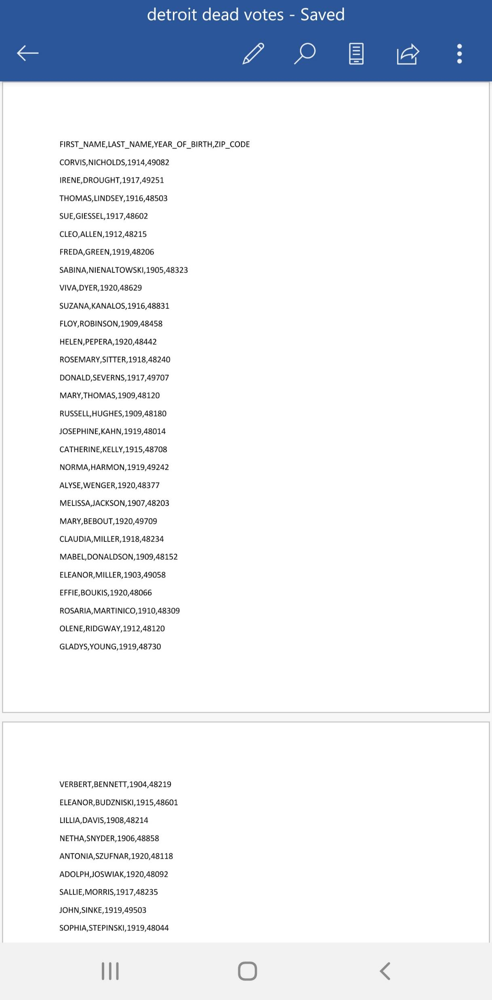 detroit dead votes - Saved
FIRST_NAME,LAST_NAME,YEAR_OF_BIRTH,ZIP_CODE
CORVIS,NICHOLDS,1914,49082
IRENE,DROUGHT,1917,49251
THOMAS,LINDSEY,1916,48503
SUE,GIESSEL,1917,48602
CLEO,ALLEN,1912,48215
FREDA,GREEN,1919,48206
SABINA,NIENALTOWSKI,1905,48323
VIVA,DYER,1920,48629
SUZANA,KANALOS,1916,48831
FLOY,ROBINSON,1909,48458
HELEN,PEPERA,1920,48442
ROSEMARY,SITTER,1918,48240
DONALD,SEVERNS,1917,49707
MARY,THOMAS,1909,48120
RUSSELL,HUGHES,1909,48180
JOSEPHINE,KAHN,1919,48014
CATHERINE,KELLY,1915,48708
NORMA,HARMON,1919,49242
ALYSE,WENGER,1920,48377
MELISSA,JACKSON,1907,48203
MARY,BEBOUT,1920,49709
CLAUDIA,MILLER,1918,48234
MABEL,DONALDSON,1909,48152
ELEANOR,MILLER,1903,49058
EFFIE,BOUKIS,1920,48066
ROSARIA,MARTINICO,1910,48309
OLENE,RIDGWAY,1912,48120
GLADYS,YOUNG,1919,48730
VERBERT,BENNETT,1904,48219
ELEANOR,BUDZNISKI,1915,48601
LILLIA,DAVIS,1908,48214
NETHA,SNYDER,1906,48858
ANTONIA,SZUFNAR,1920,48118
ADOLPH,JOSWIAK,1920,48092
SALLIE,MORRIS,1917,48235
JOHN,SINKE,1919,49503
SOPHIA,STEPINSKI,1919,48044